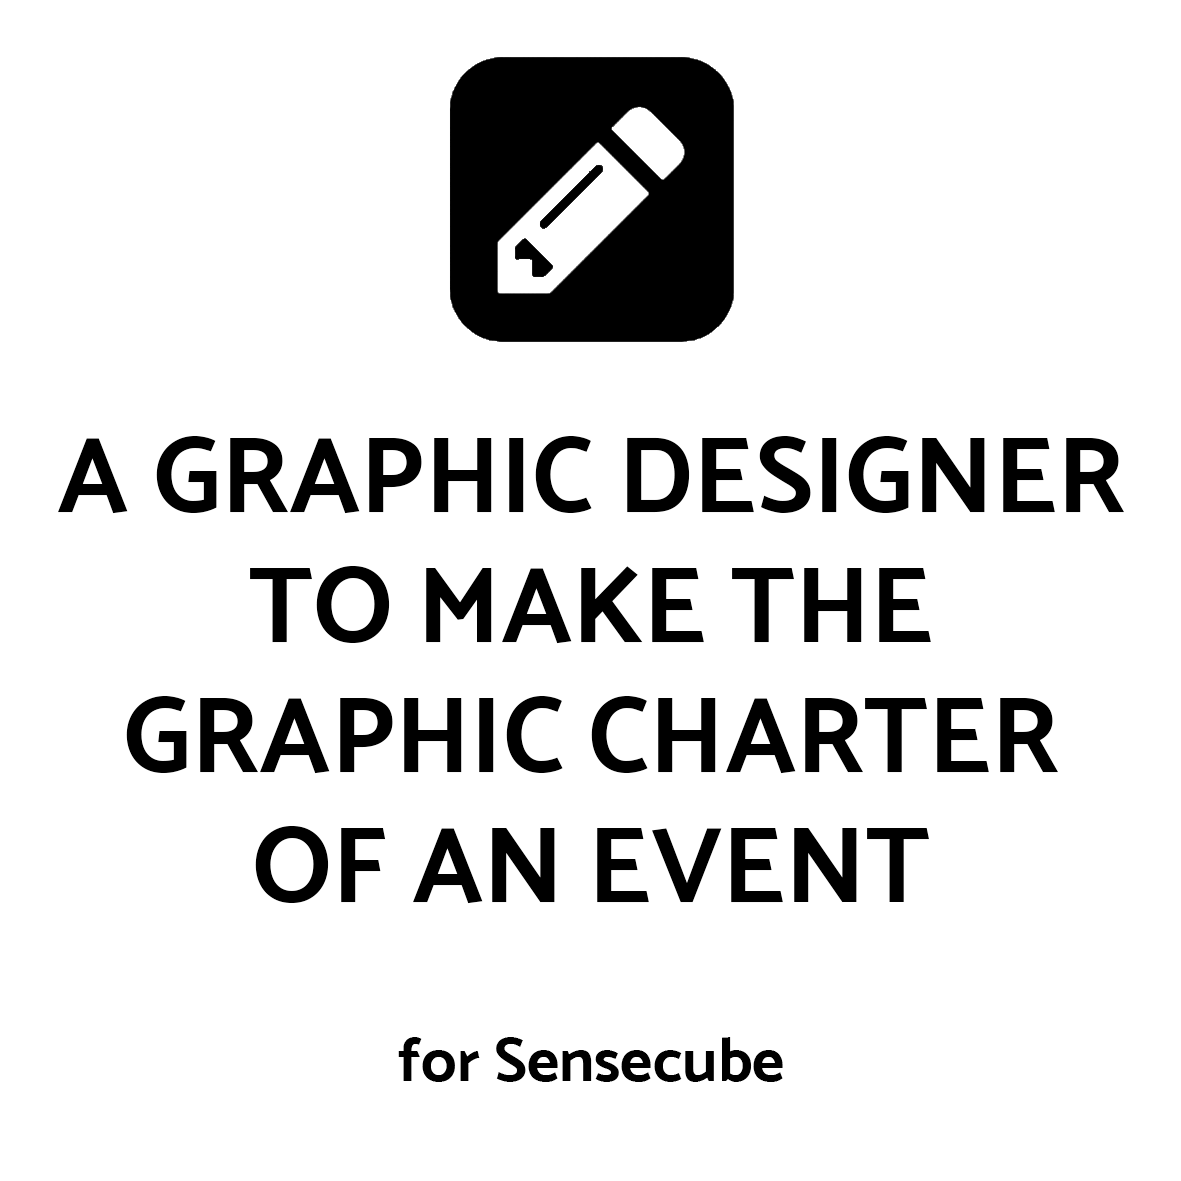 A GRAPHIC DESIGNER
TO MAKE THE
GRAPHIC CHARTER
OF AN EVENT
for Sensecube